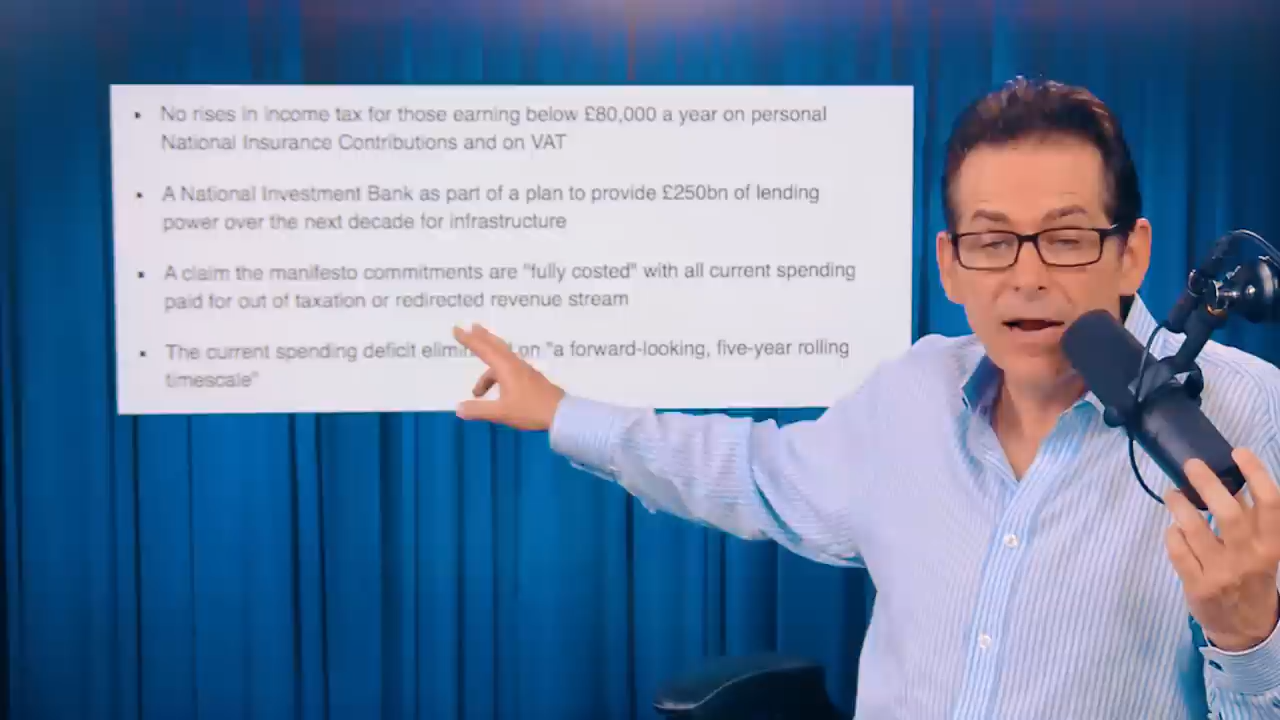 No rises in income tax for those earning below £80,000 a year on personal
National Insurance Contributions and on VAT
A National Investment Bank as part of a plan to provide £250bn of lending
power over the next decade for infrastructure
A claim the manifesto commitments are "fully costed" with all current spending
paid for out of taxation or redirected revenue stream
The current spending deficit on "a forward-looking, five-year rolling
timescale"